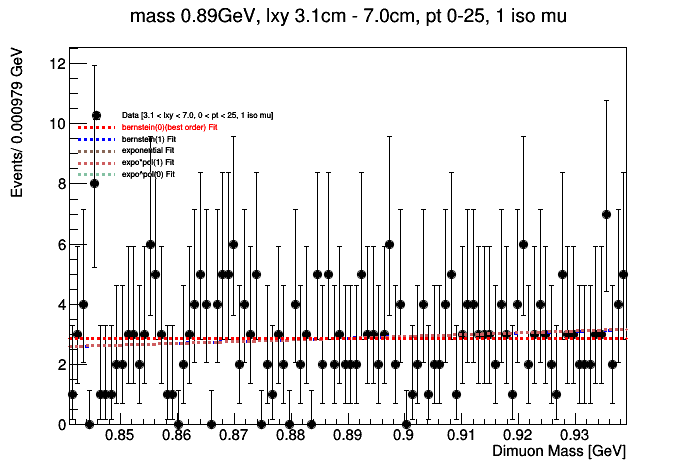 mass 0.89GeV, lxy 3.1cm - 7.0cm, pt 0-25, 1 iso mu
Events/ 0.000979 GeV
12
10
8
6
4
2
0
Data [3.1 < lxy < 7.0, 0 < pt < 25, 1 iso mu]
bernstein(0)(best order) Fit
bernstein(1) Fit
exponential Fit
expo*pol(1) Fit
expo^pol(0) Fit
0.85 0.86 0.87 0.88 0.89 0.9 0.91 0.92 0.93
Dimuon Mass [GeV]